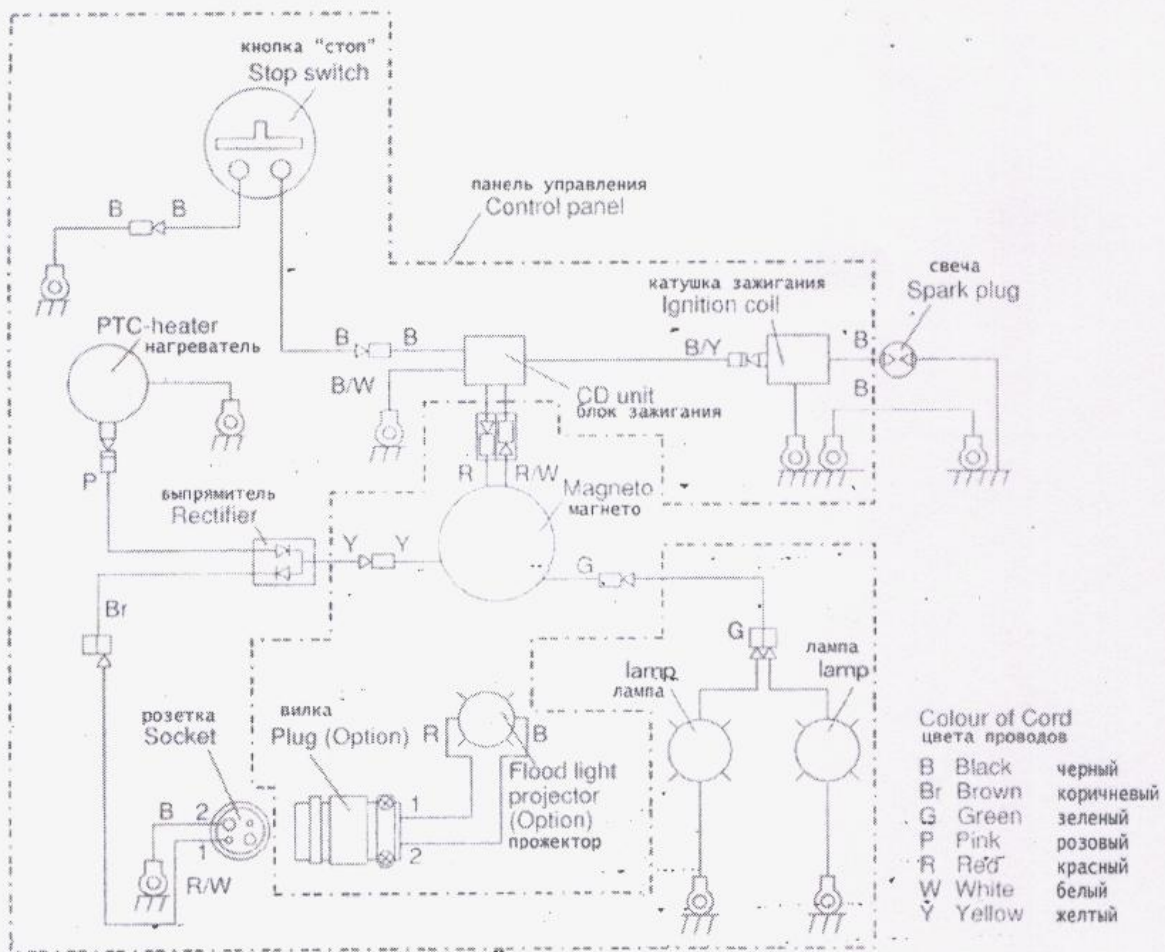 кнопка "стоп"
Stop switch
панель управления
Control panel
B
B
свеча
Spark plug
катушка зажигания
Ignition coil
PTC-heater
нагреватель
B
B
B/Y
B
B/W
B
CD unit
блок зажигания
P
R
R/W
выпрямитель
Rectifier
Magneto
магнето
Y
Y
G
Br
G
lamp
лампа
лампа
lamp
розетка
Socket
вилка
Plug (Option)
R
B
Flood light
projector
(Option)
прожектор
B
2
1
R/W
1
2
Colour of Cord
цвета проводов
B Black черный
Br Brown коричневый
G Green зеленый
P Pink розовый
R Red красный
W White белый
Y Yellow желтый